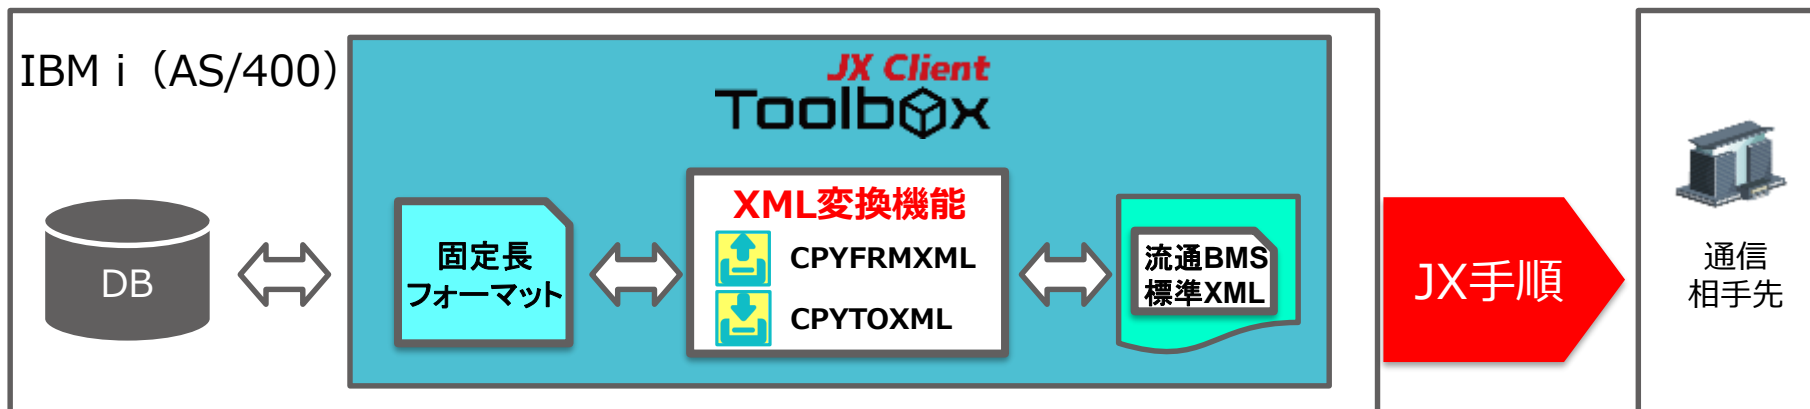 IBM i（AS/400）
JX Client
Toolbox
DB
固定長
フォーマット
XML変換機能
CPYFRMXML
CPYTOXML
流通BMS
標準XML
JX手順
通信
相手先